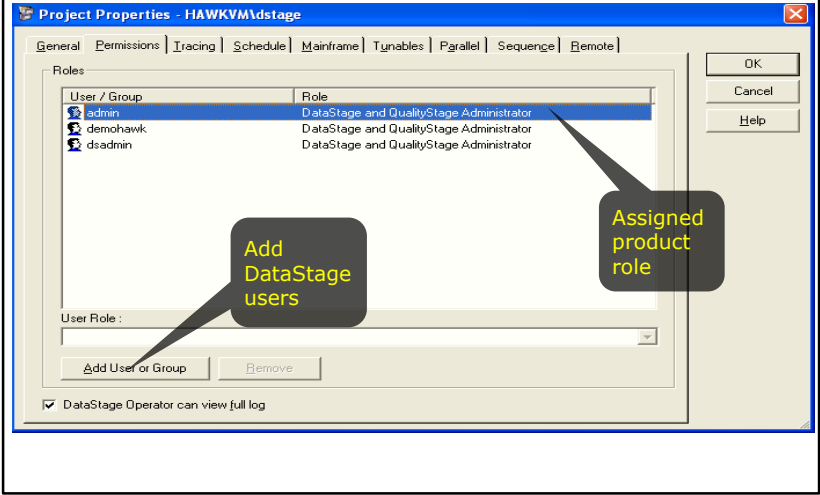 Project Properties - HAWKVM\dstage
General Permissions Tracing Schedule Mainframe Tunables Parallel Sequence Remote
OK
Cancel
Help
Roles
User / Group Role
admin DataStage and QualityStage Administrator
demohawk DataStage and QualityStage Administrator
dsadmin DataStage and QualityStage Administrator
Assigned
product
role
Add
DataStage
users
User Role :
Add User or Group Remove
DataStage Operator can view full log